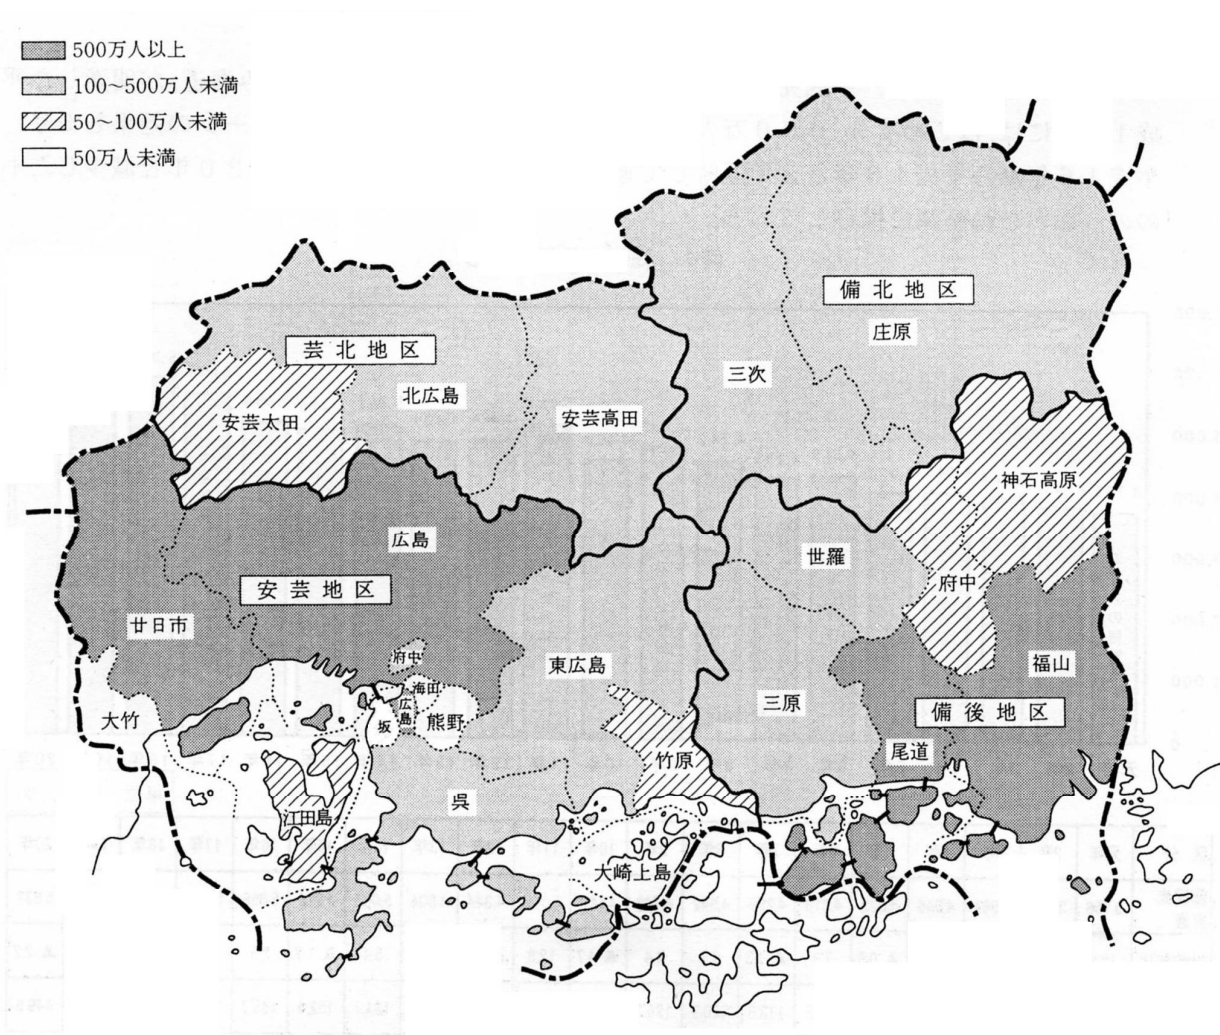 500万人以上
100～500万人未満
50～100万人未満
50万人未満
備北地区
庄原
三次
芸北地区
北広島
安芸太田
安芸高田
神石高原
広島
世羅
府中
安芸地区
廿日市
東広島
福山
府中
海田
広島
坂
熊野
三原
備後地区
大竹
尾道
竹原
呉
江田島
大崎上島